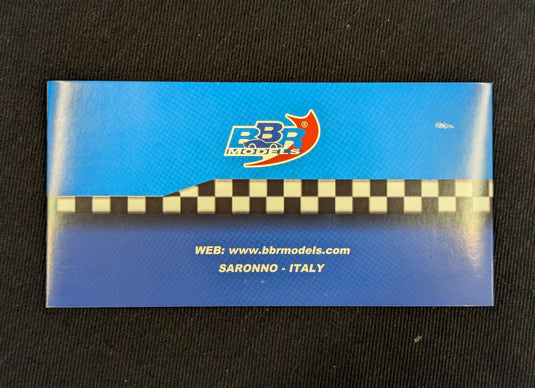 BBR®
MODELS
WEB: www.bbrmodels.com
SARONNO - ITALY